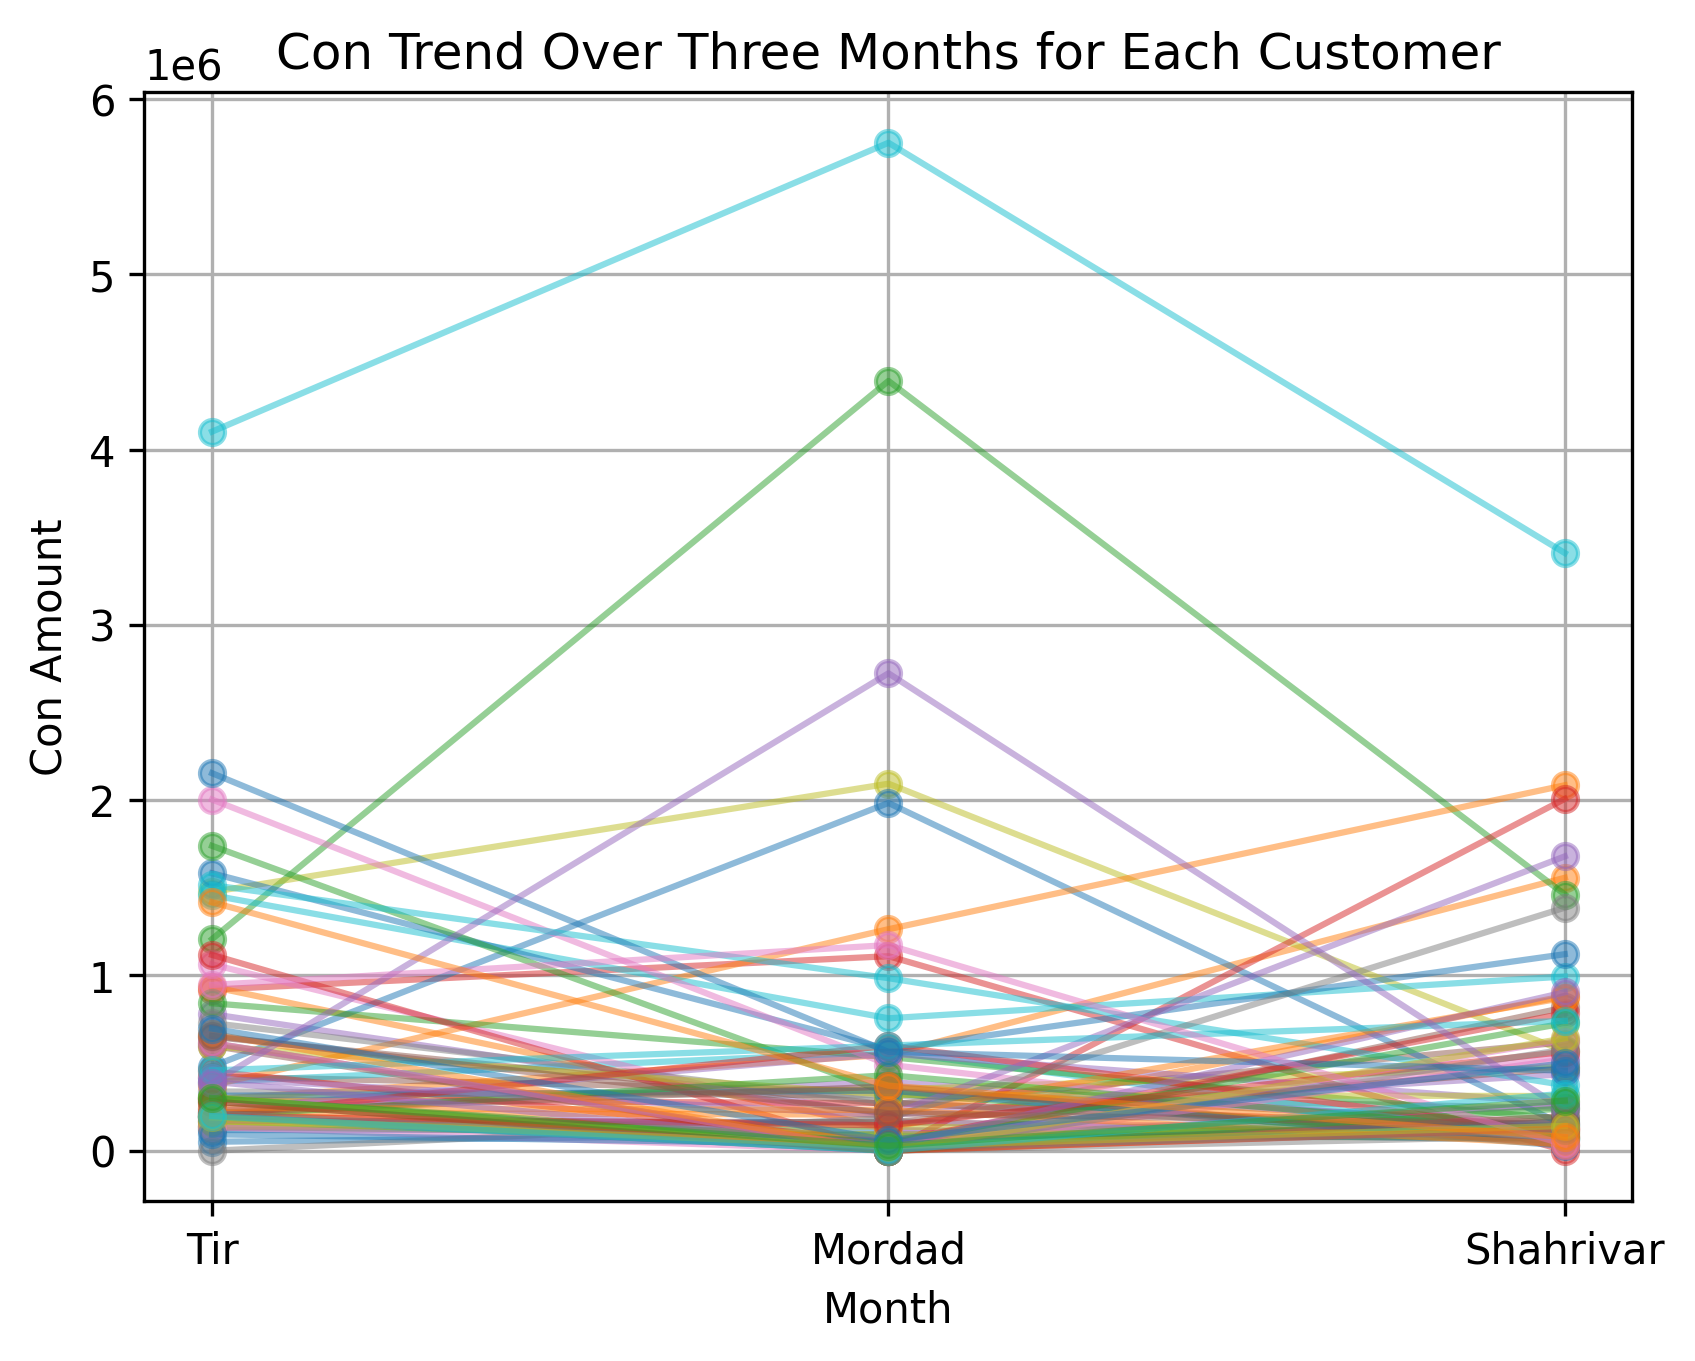 Con Trend Over Three Months for Each Customer
1e6
6
5
4
3
2
1
0
Con Amount
Tir
Mordad
Shahrivar
Month